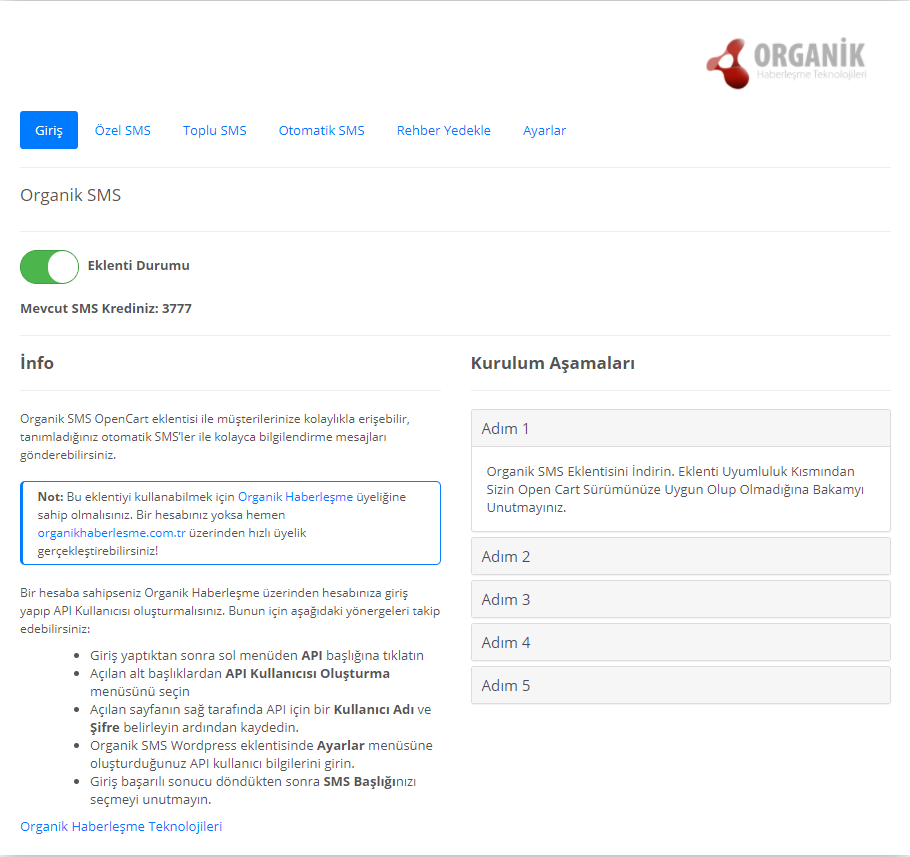 ORGANİK
Haberleşme Teknolojileri
Giriş
Özel SMS
Toplu SMS
Otomatik SMS
Rehber Yedekle
Ayarlar
Organik SMS
Eklenti Durumu
Mevcut SMS Krediniz: 3777
İnfo
Organik SMS OpenCart eklentisi ile müşterilerinize kolaylıkla erişebilir,
tanımladığınız otomatik SMS'ler ile kolayca bilgilendirme mesajları
gönderebilirsiniz.
Not: Bu eklentiyi kullanabilmek için Organik Haberleşme üyeliğine
sahip olmalısınız. Bir hesabınız yoksa hemen
organikhaberlesme.com.tr üzerinden hızlı üyelik
gerçekleştirebilirsiniz!
Bir hesaba sahipseniz Organik Haberleşme üzerinden hesabınıza giriş
yapıp API Kullanıcısı oluşturmalısınız. Bunun için aşağıdaki yönergeleri takip
edebilirsiniz:
• Giriş yaptıktan sonra sol menüden API başlığına tıklatın
• Açılan alt başlıklardan API Kullanıcısı Oluşturma
menüsünü seçin
• Açılan sayfanın sağ tarafında API için bir Kullanıcı Adı ve
Şifre belirleyin ardından kaydedin.
• Organik SMS Wordpress eklentisinde Ayarlar menüsüne
oluşturduğunuz API kullanıcı bilgilerini girin.
• Giriş başarılı sonucu döndükten sonra SMS Başlığınızı
seçmeyi unutmayın.
Organik Haberleşme Teknolojileri
Kurulum Aşamaları
Adım 1
Organik SMS Eklentisini İndirin. Eklenti Uyumluluk Kısmından
Sizin Open Cart Sürümünüze Uygun Olup Olmadığına Bakamyı
Unutmayınız.
Adım 2
Adım 3
Adım 4
Adım 5